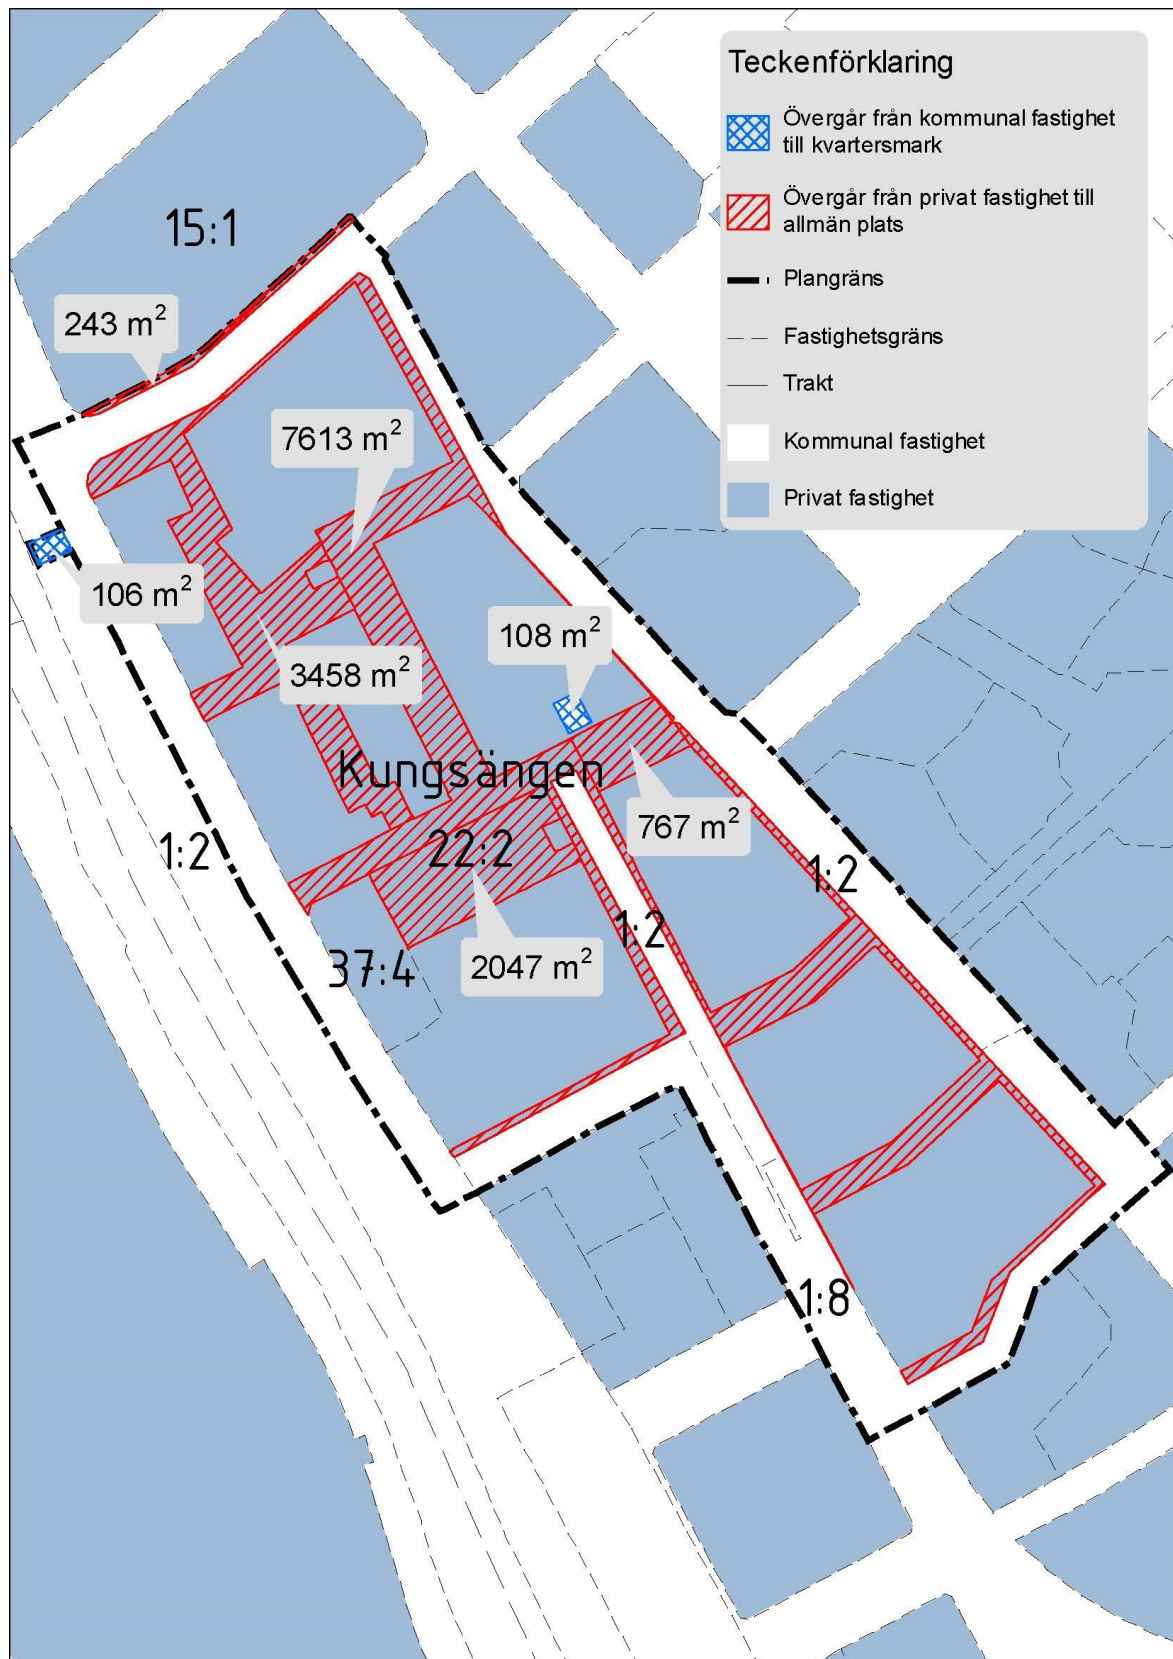 Teckenförklaring
Övergår från kommunal fastighet
till kvartersmark
Övergår från privat fastighet till
allmän plats
Plangräns
Fastighetsgräns
Trakt
Kommunal fastighet
Privat fastighet
15:1
243 m²
7613 m²
106 m²
108 m²
3458 m²
Kungsängen
22:2
767 m²
1:2
1:2
1:2
37:4
2047 m²
1:8